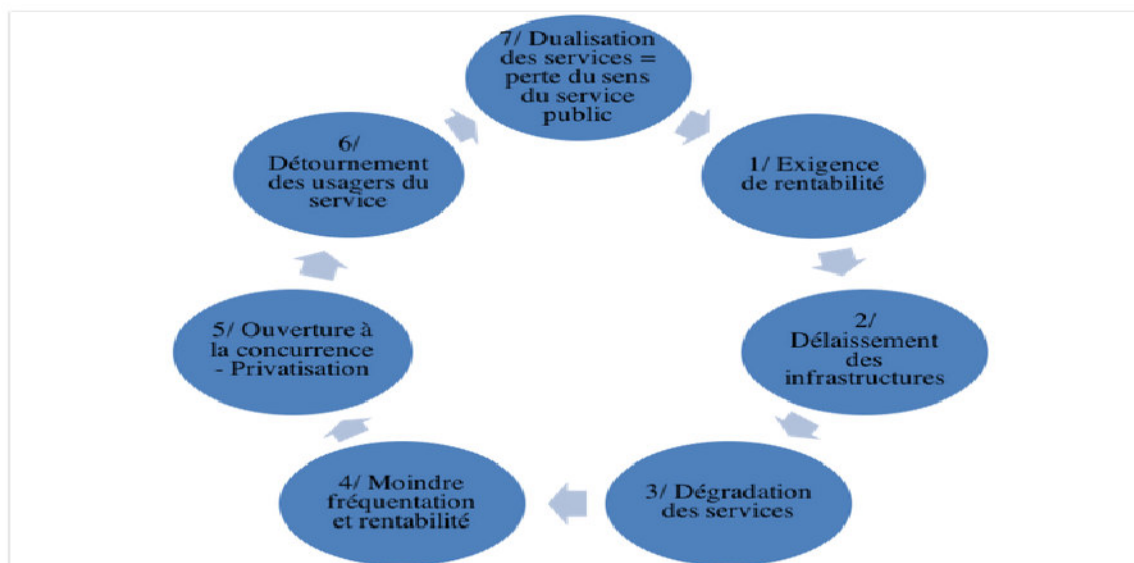 7/ Dualisation
des services =
perte du sens
du service
public
1/ Exigence
de rentabilité
2/
Délaissement
des
infrastructures
3/ Dégradation
des services
4/ Moindre
fréquentation
et rentabilité
5/ Ouverture à
la concurrence
- Privatisation
6/
Détournement
des usagers du
service